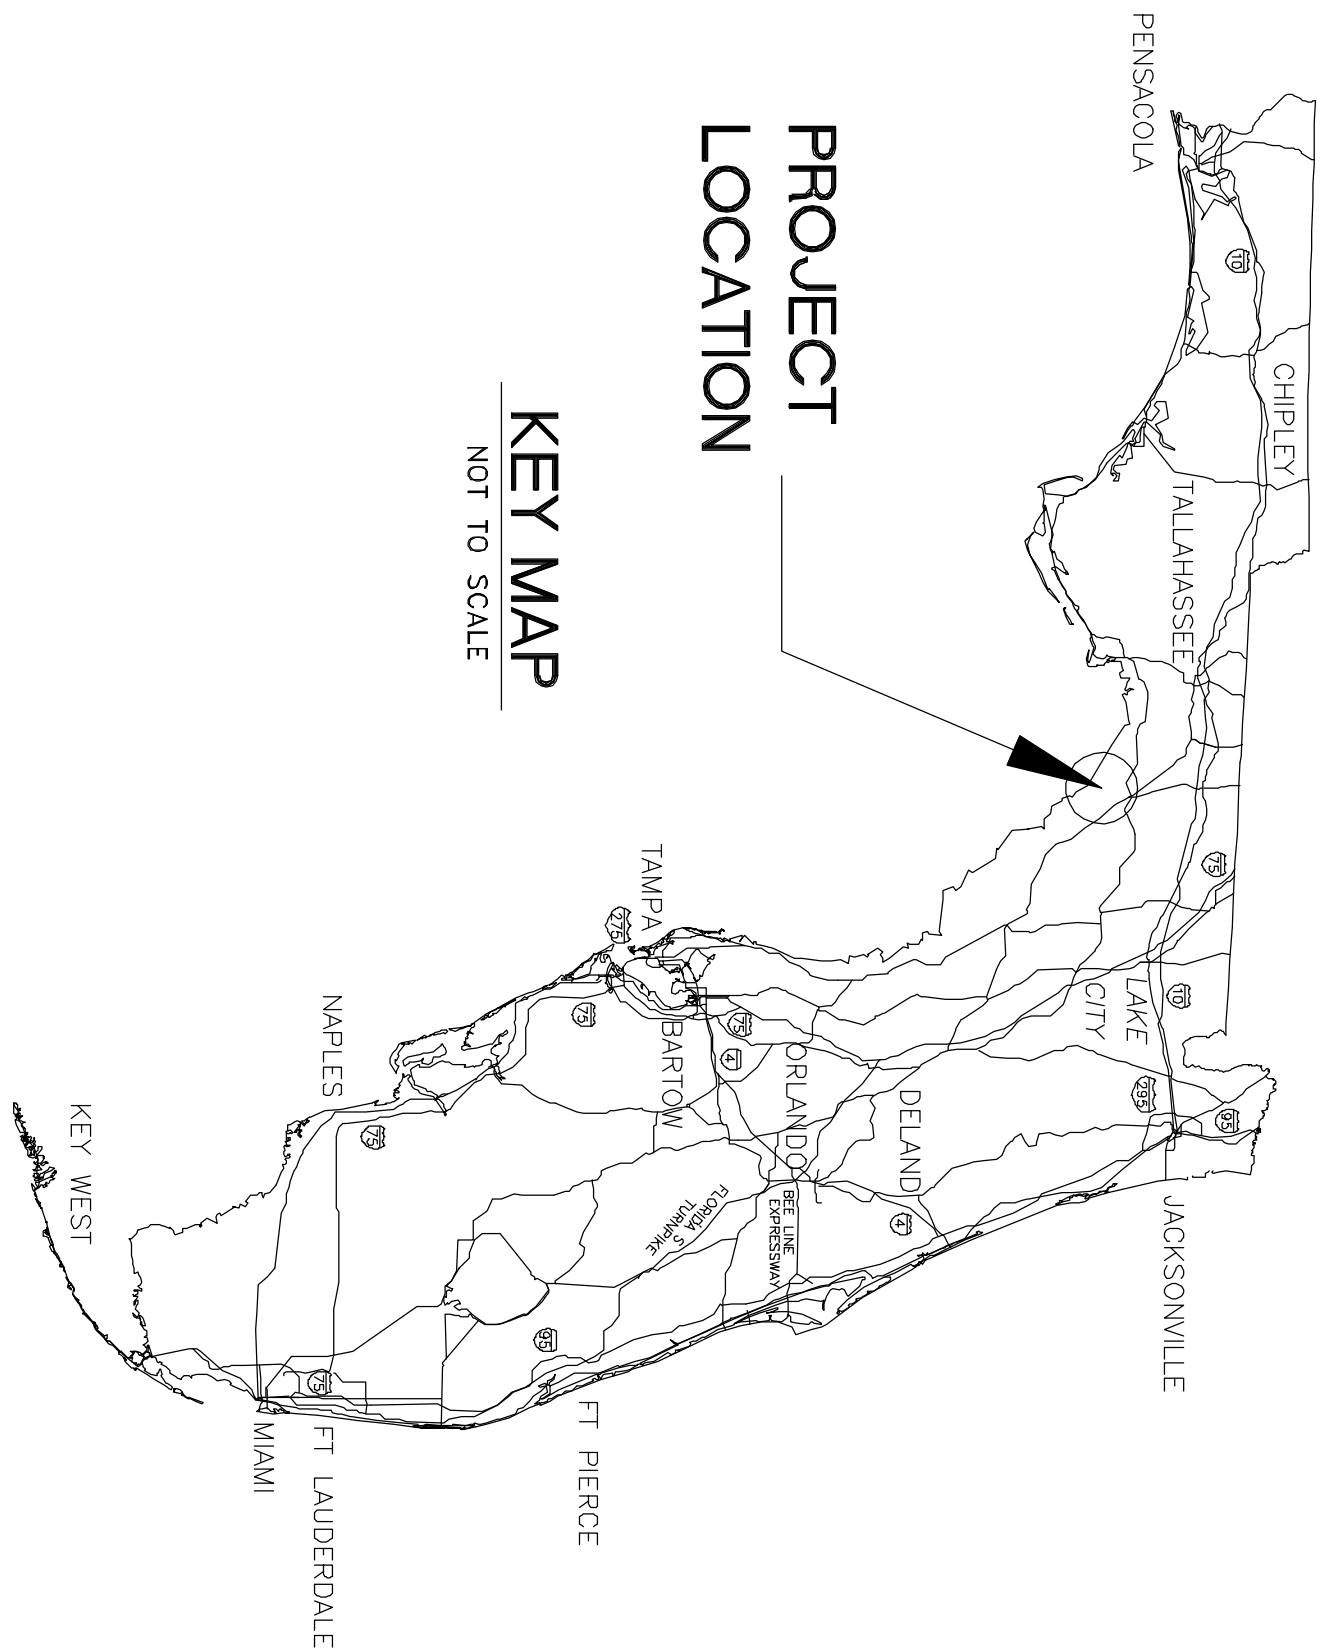 PENSACOLA
10
CHIPLEY
TALLAHASSEE
PROJECT
LOCATION
KEY MAP
NOT TO SCALE
75
10
LAKE
CITY
295
95
JACKSONVILLE
TAMPA
275
75
BARTOW
75
4
ORLANDO
DELAND
4
BEE LINE
EXPRESSWAY
FLORIDA S
TURNPIKE
NAPLES
75
95
FT PIERCE
75
FT LAUDERDALE
MIAMI
KEY WEST